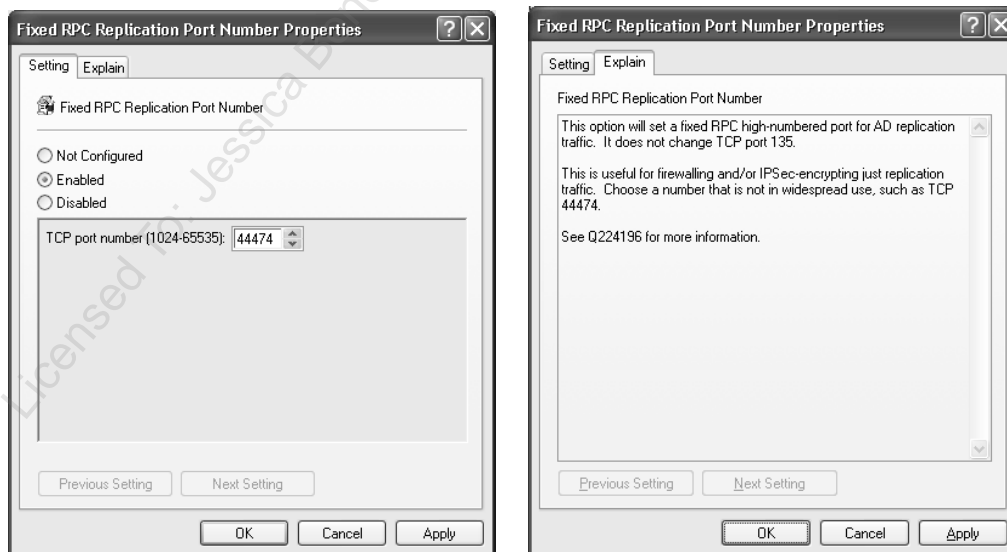 Fixed RPC Replication Port Number Properties
Setting
Explain
Fixed RPC Replication Port Number
Not Configured
Enabled
Disabled
TCP port number (1024-65535):
44474
Previous Setting
Next Setting
OK
Cancel
Apply
Licensed To: Jessica
Fixed RPC Replication Port Number Properties
Setting
Explain
Fixed RPC Replication Port Number
This option will set a fixed RPC high-numbered port for AD replication
traffic. It does not change TCP port 135.
This is useful for firewalling and/or IPSec-encrypting just replication
traffic. Choose a number that is not in widespread use, such as TCP
44474.
See Q224196 for more information.
Previous Setting
Next Setting
OK
Cancel
Apply